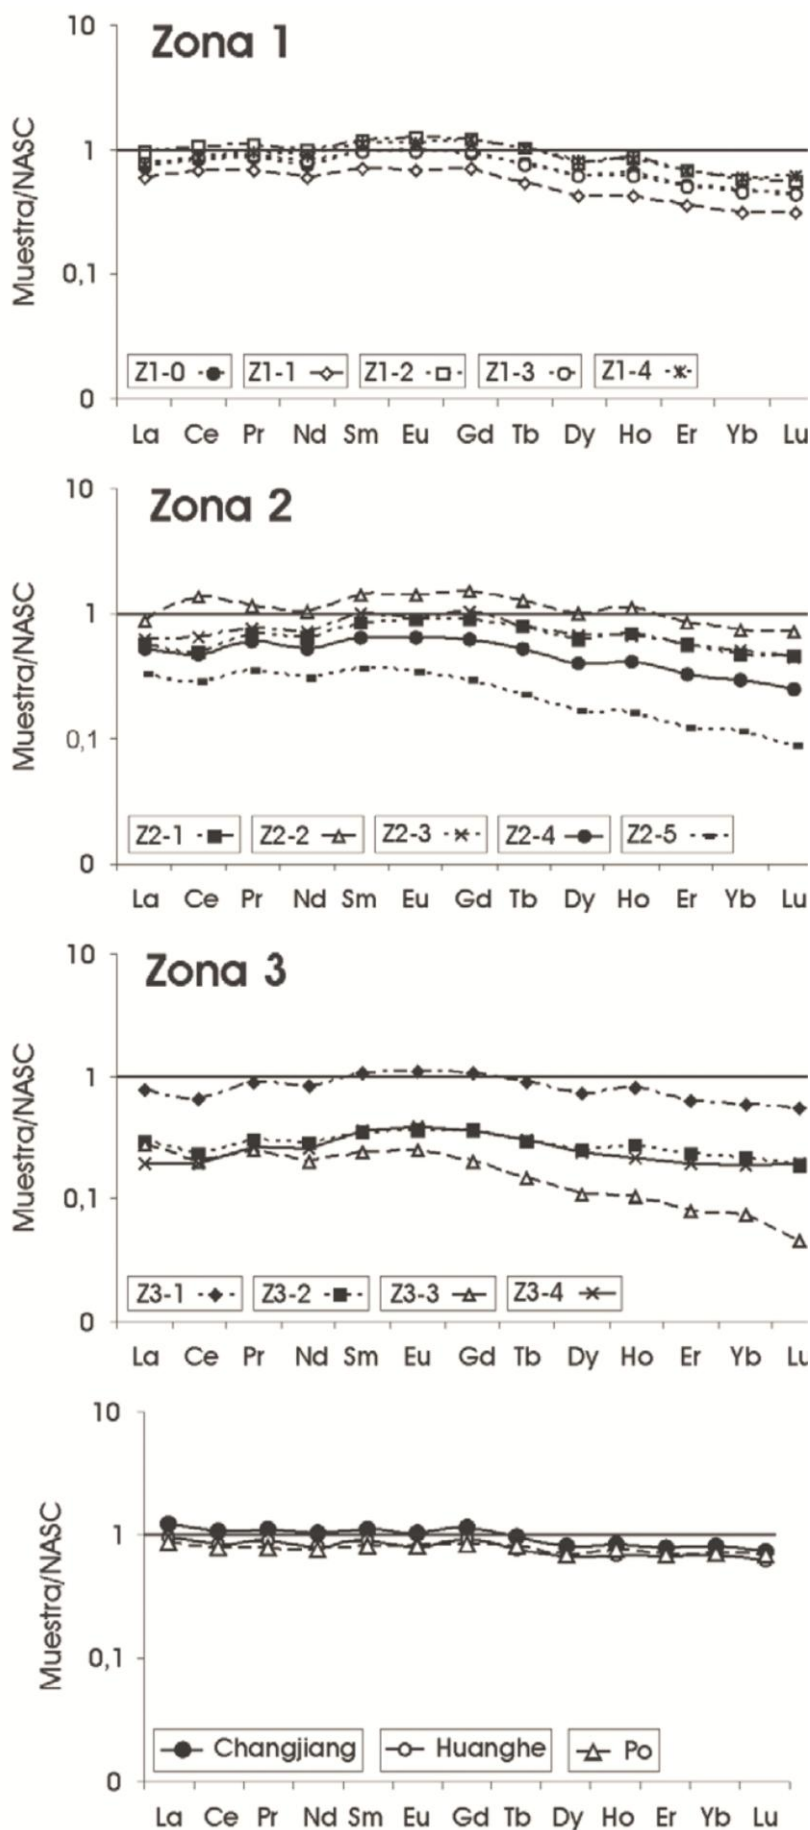 Zona 1
Muestra/NASC
10
1
0,1
0
Z1-0 Z1-1 Z1-2 Z1-3 Z1-4
La Ce Pr Nd Sm Eu Gd Tb Dy Ho Er Yb Lu
Zona 2
Muestra/NASC
10
1
0,1
0
Z2-1 Z2-2 Z2-3 Z2-4 Z2-5
La Ce Pr Nd Sm Eu Gd Tb Dy Ho Er Yb Lu
Zona 3
Muestra/NASC
10
1
0,1
0
Z3-1 Z3-2 Z3-3 Z3-4
La Ce Pr Nd Sm Eu Gd Tb Dy Ho Er Yb Lu
Muestra/NASC
10
1
0,1
0
Changjiang Huanghe Po
La Ce Pr Nd Sm Eu Gd Tb Dy Ho Er Yb Lu